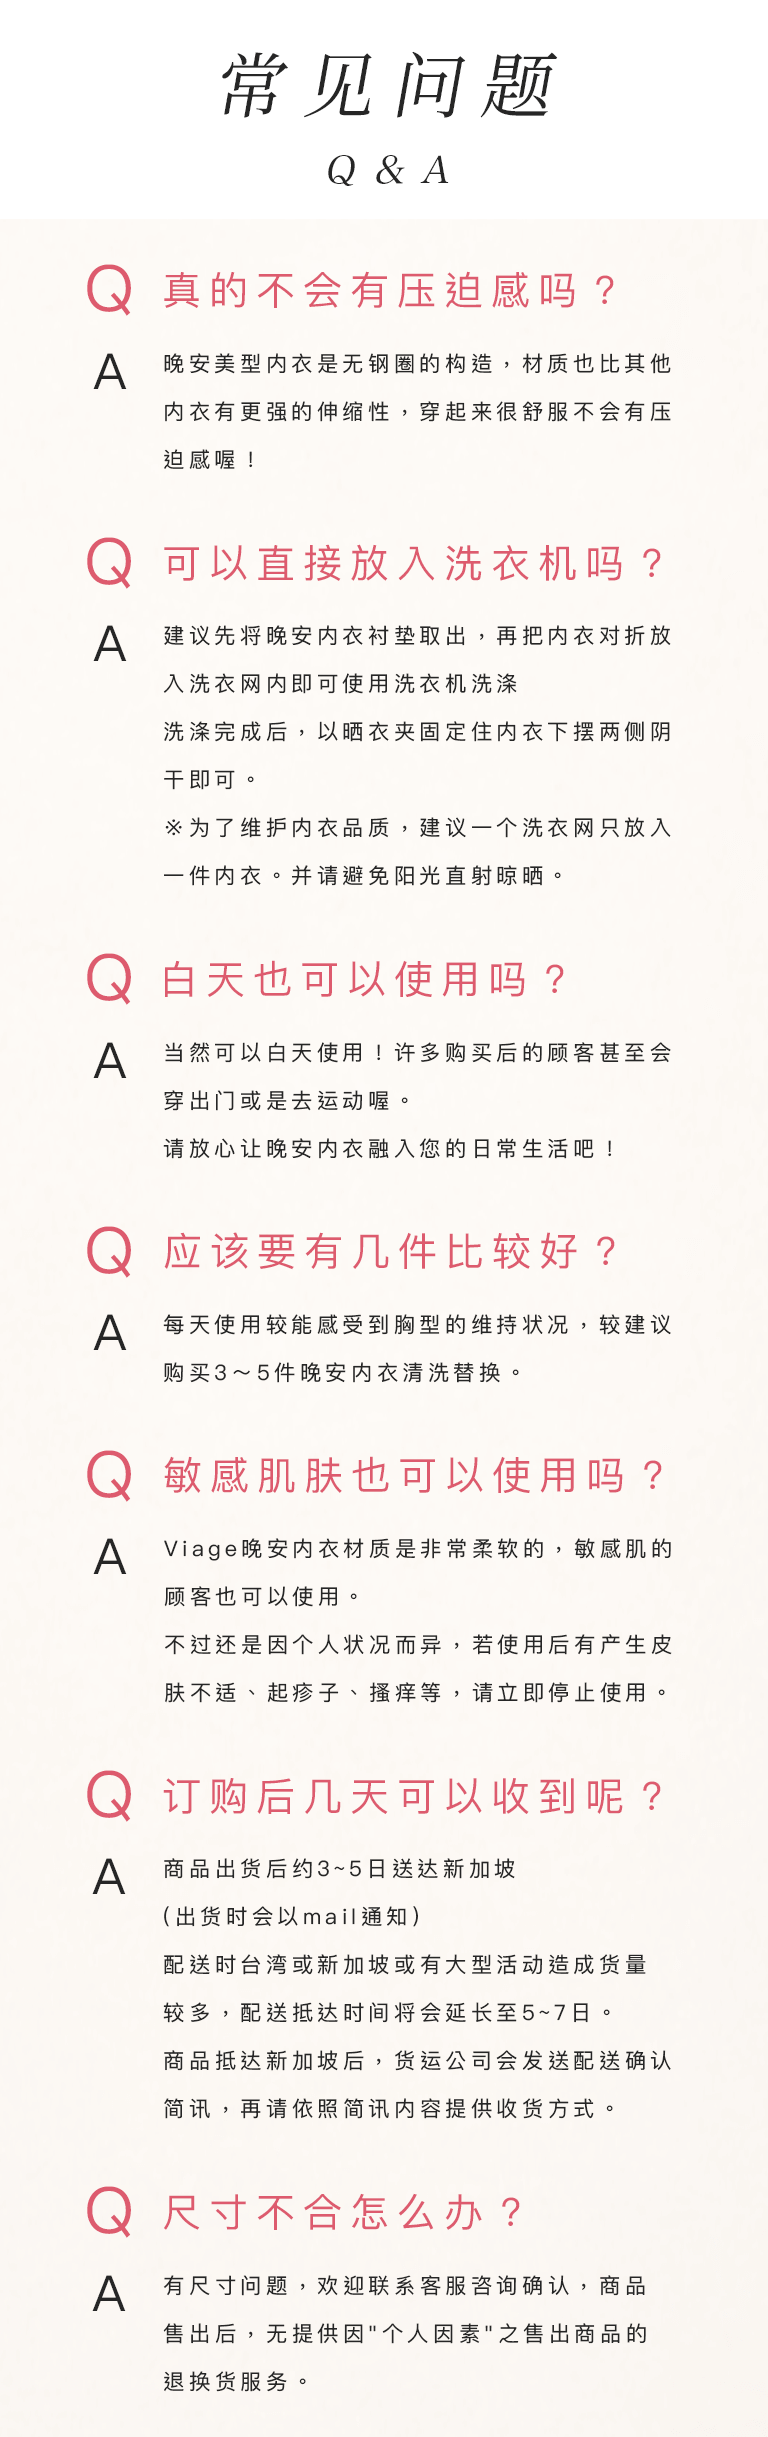 常见问题
Q & A
Q 真的不会有压迫感吗？
A 晚安美型内衣是无钢圈的构造，材质也比其他
内衣有更强的伸缩性，穿起来很舒服不会有压
迫感喔！
Q 可以直接放入洗衣机吗？
A 建议先将晚安内衣衬垫取出，再把内衣对折放
入洗衣网内即可使用洗衣机洗涤
洗涤完成后，以晒衣夹固定住内衣下摆两侧阴
干即可。
※为了维护内衣品质，建议一个洗衣网只放入
一件内衣。并请避免阳光直射晾晒。
Q 白天也可以使用吗？
A 当然可以白天使用！许多购买后的顾客甚至会
穿出门或是去运动喔。
请放心让晚安内衣融入您的日常生活吧！
Q 应该要有几件比较好？
A 每天使用较能感受到胸型的维持状况，较建议
购买3～5件晚安内衣清洗替换。
Q 敏感肌肤也可以使用吗？
A Viage晚安内衣材质是非常柔软的，敏感肌的
顾客也可以使用。
不过还是因个人状况而异，若使用后有产生皮
肤不适、起疹子、搔痒等，请立即停止使用。
Q 订购后几天可以收到呢？
A 商品出货后约3~5日送达新加坡
(出货时会以mail通知)
配送时台湾或新加坡或有大型活动造成货量
较多，配送抵达时间将会延长至5~7日。
商品抵达新加坡后，货运公司会发送配送确认
简讯，再请依照简讯内容提供收货方式。
Q 尺寸不合怎么办？
A 有尺寸问题，欢迎联系客服咨询确认，商品
售出后，无提供因"个人因素"之售出商品的
退换货服务。